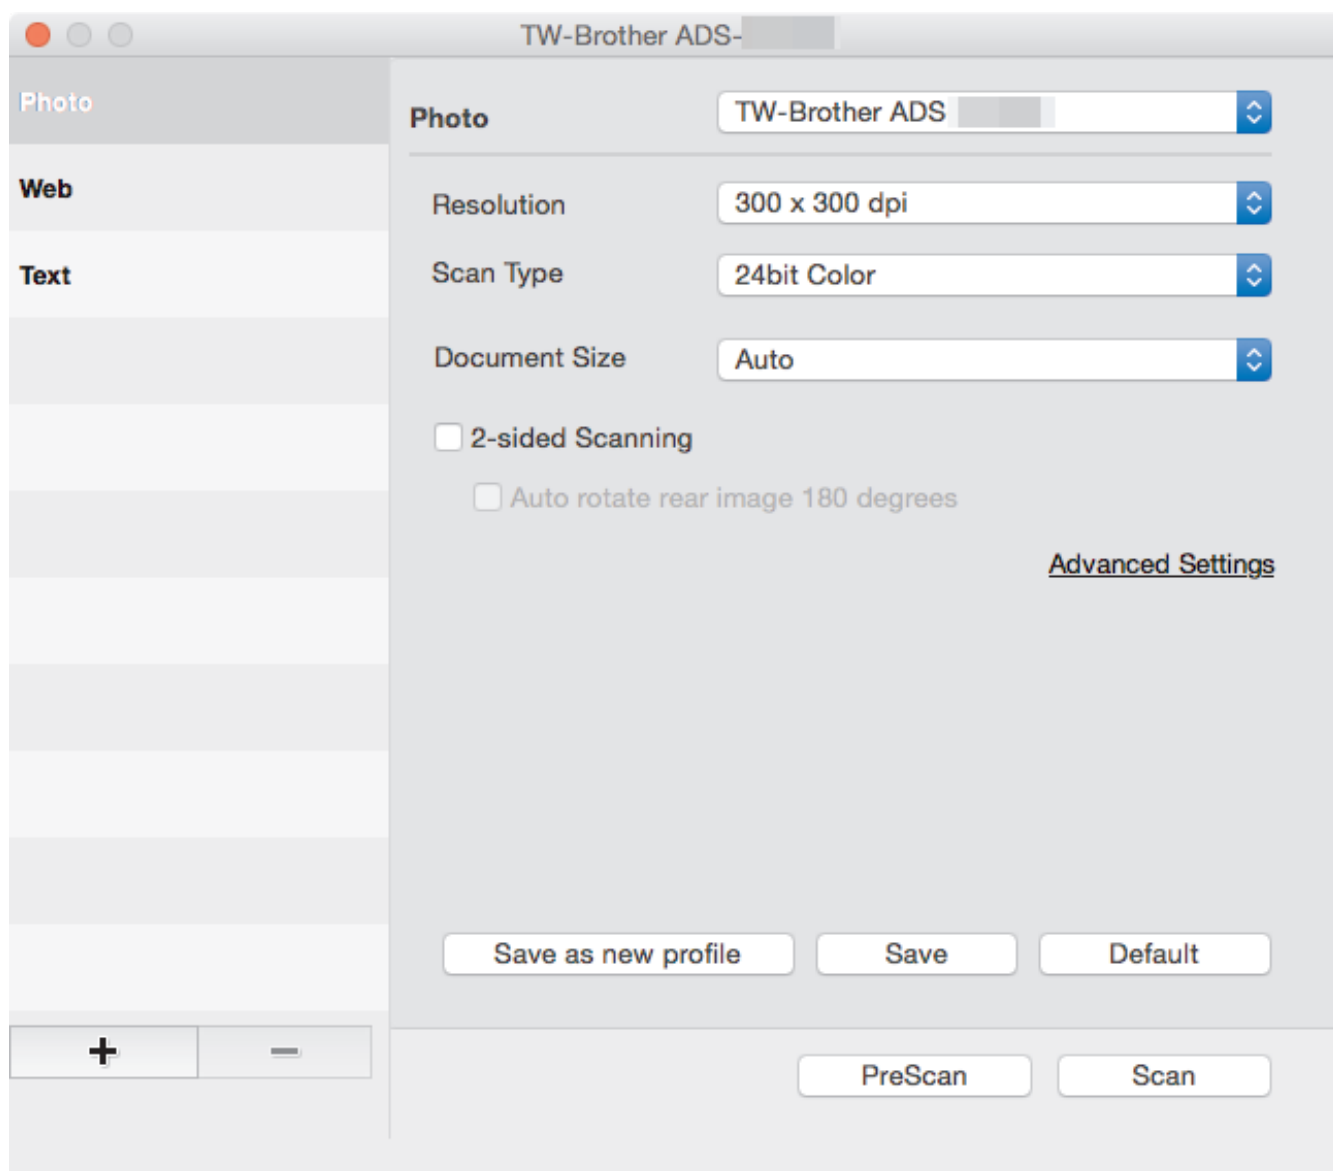 TW-Brother ADS-
Photo
Web
Text
Photo
TW-Brother ADS
Resolution
300 x 300 dpi
Scan Type
24bit Color
Document Size
Auto
2-sided Scanning
Auto rotate rear image 180 degrees
Advanced Settings
Save as new profile
Save
Default
+
−
PreScan
Scan